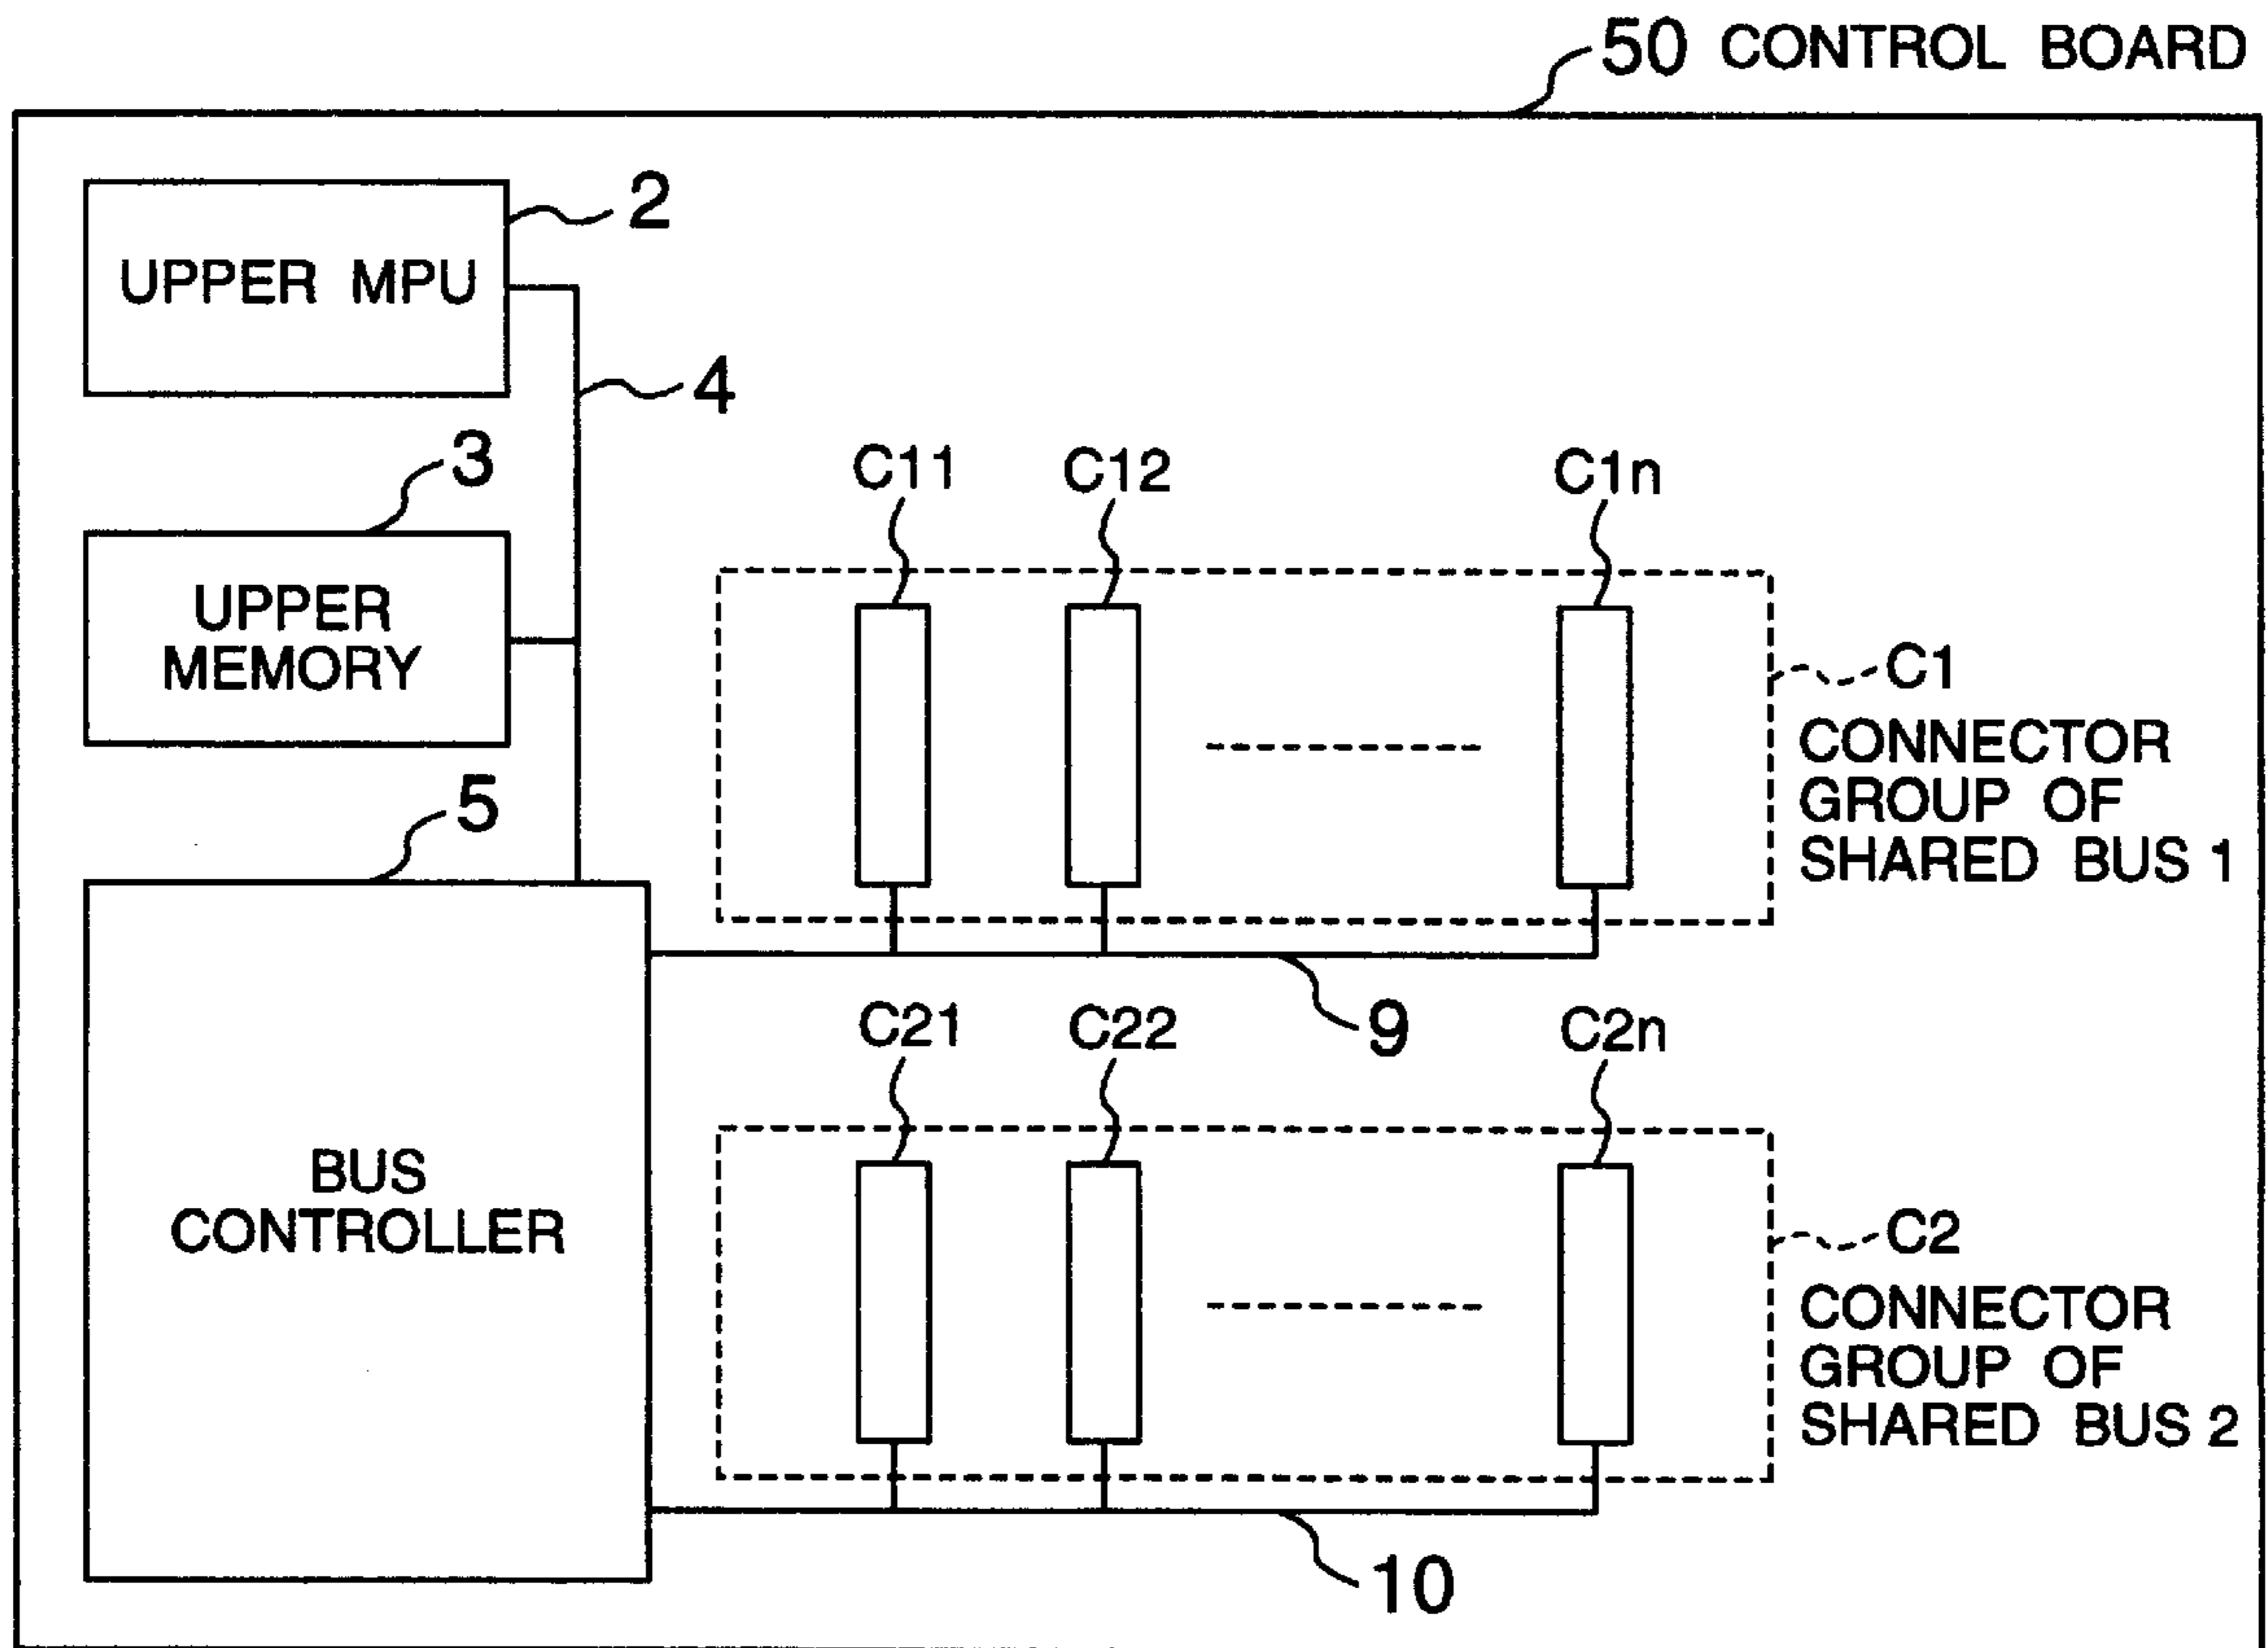 50 CONTROL BOARD
2
UPPER MPU
4
3
UPPER
MEMORY
C11 C12 C1n
C1
CONNECTOR
GROUP OF
SHARED BUS 1
5
9
BUS
CONTROLLER
C21 C22 C2n
C2
CONNECTOR
GROUP OF
SHARED BUS 2
10